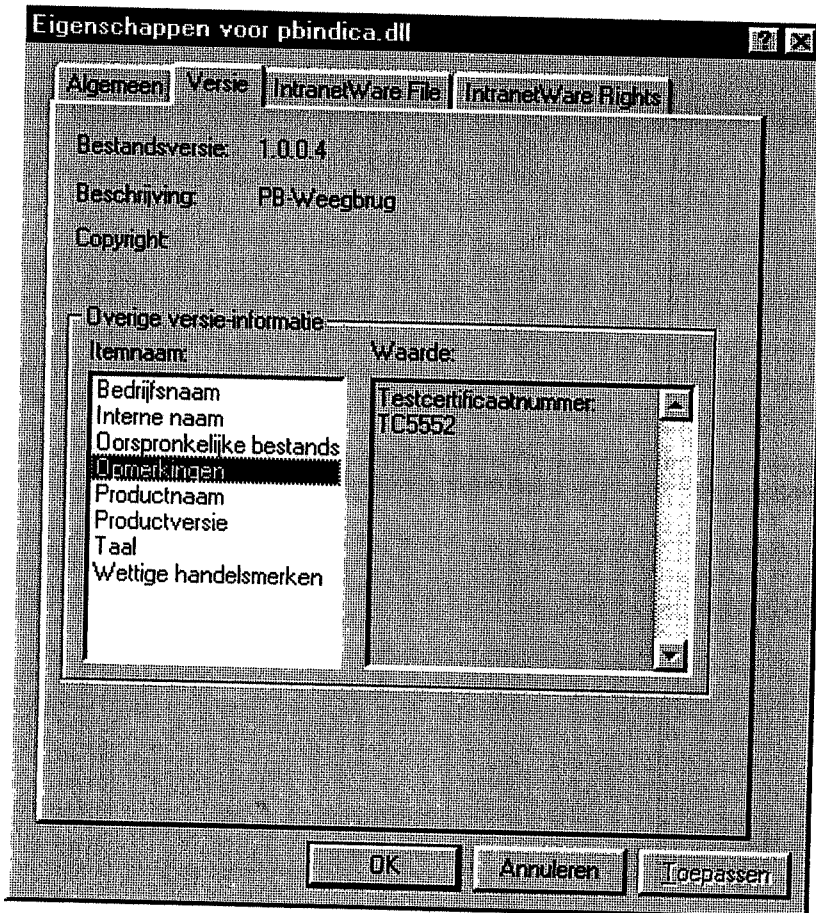 Eigenschappen voor pbindica.dll
Algemeen Versie IntranetWare File IntranetWare Rights
Bestandsversie: 1.0.0.4
Beschrijving: PB-Weegbrug
Copyright:
Overige versie-informatie
Itemnaam: Waarde:
Bedrijfsnaam
Interne naam
Oorspronkelijke bestands
Opmerkingen
Productnaam
Productversie
Taal
Wettige handelsmerken
Testcertificaatnummer:
TC5552
OK Annuleren Toepassen